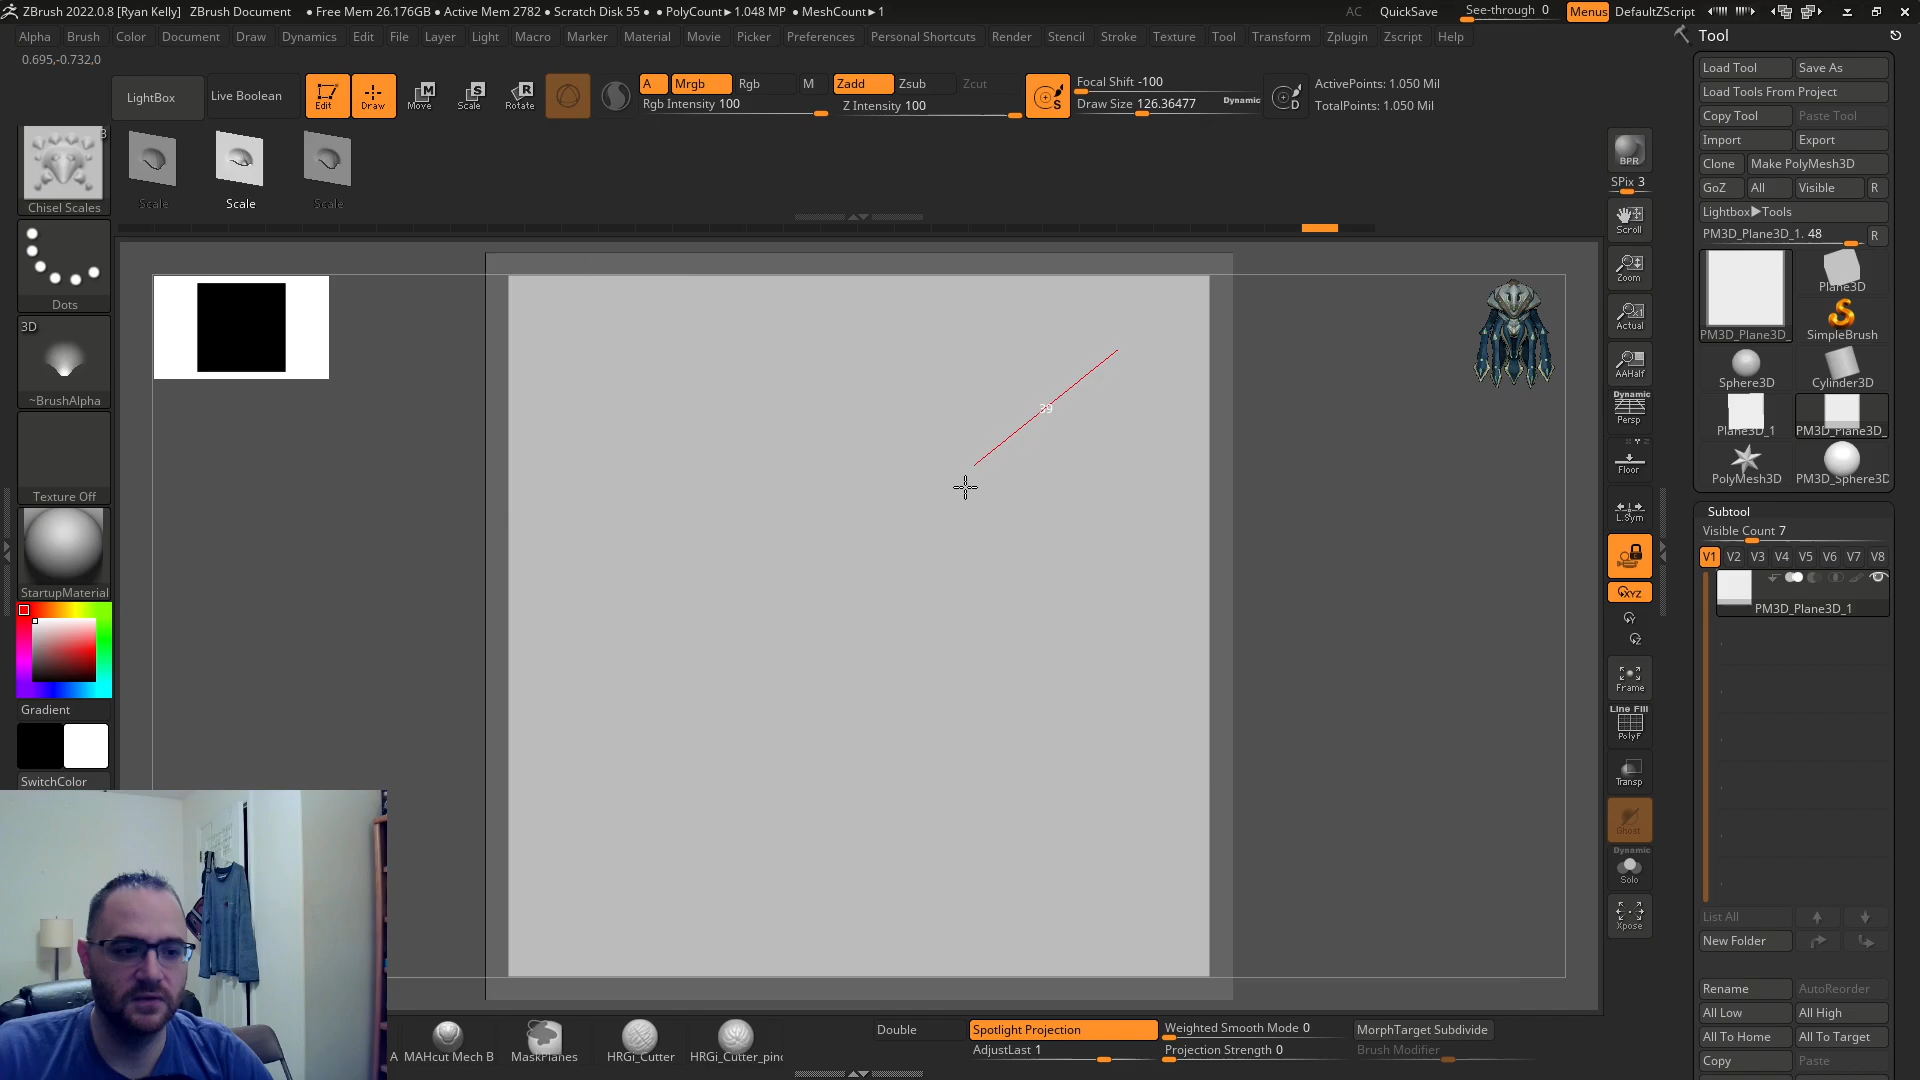 ZBrush 2022.0.8 [Ryan Kelly]   ZBrush Document   ● Free Mem 26.176GB ● Active Mem 2782 ● Scratch Disk 55 ●   ● PolyCount►1.048 MP   ● MeshCount►1
AC QuickSave See-through 0 Menus DefaultZScript
Alpha Brush Color Document Draw Dynamics Edit File Layer Light Macro Marker Material Movie Picker Preferences Personal Shortcuts Render Stencil Stroke Texture Tool Transform Zplugin Zscript Help
0.695,-0.732,0
LightBox Live Boolean Edit Draw Move Scale Rotate
A Mrgb Rgb M Zadd Zsub Zcut
Rgb Intensity 100 Z Intensity 100
Focal Shift -100
Draw Size 126.36477 Dynamic
ActivePoints: 1.050 Mil
TotalPoints: 1.050 Mil
3
Chisel Scales
Scale Scale Scale
Dots
3D
~BrushAlpha
Texture Off
StartupMaterial
Gradient
SwitchColor
39
BPR
SPix 3
Scroll
Zoom
Actual
AAHalf
Dynamic
Persp
Floor
L.Sym
XYZ
Frame
Line Fill
PolyF
Transp
Ghost
Dynamic
Solo
Xpose
Tool
Load Tool Save As
Load Tools From Project
Copy Tool Paste Tool
Import Export
Clone Make PolyMesh3D
GoZ All Visible R
Lightbox►Tools
PM3D_Plane3D_1. 48 R
PM3D_Plane3D_ Plane3D
SimpleBrush
Sphere3D Cylinder3D
Plane3D_1 PM3D_Plane3D_
PolyMesh3D PM3D_Sphere3D
Subtool
Visible Count 7
V1 V2 V3 V4 V5 V6 V7 V8
PM3D_Plane3D_1
List All
New Folder
Rename AutoReorder
All Low All High
All To Home All To Target
Copy Paste
A MAHcut Mech B MaskPlanes HRGi_Cutter HRGi_Cutter_pinc
Double Spotlight Projection Weighted Smooth Mode 0 MorphTarget Subdivide
AdjustLast 1 Projection Strength 0 Brush Modifier